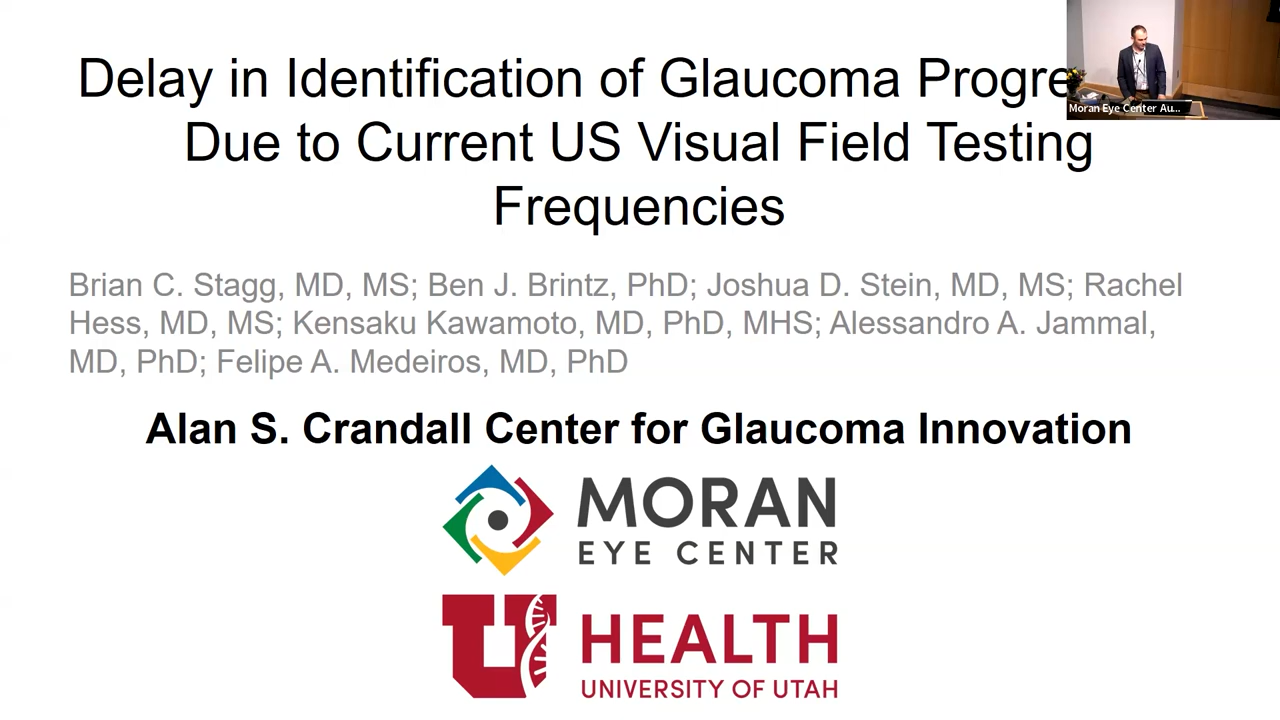 Delay in Identification of Glaucoma Progre
Due to Current US Visual Field Testing
Frequencies
Moran Eye Center Au...
Brian C. Stagg, MD, MS; Ben J. Brintz, PhD; Joshua D. Stein, MD, MS; Rachel
Hess, MD, MS; Kensaku Kawamoto, MD, PhD, MHS; Alessandro A. Jammal,
MD, PhD; Felipe A. Medeiros, MD, PhD
Alan S. Crandall Center for Glaucoma Innovation
MORAN
EYE CENTER
U HEALTH
UNIVERSITY OF UTAH